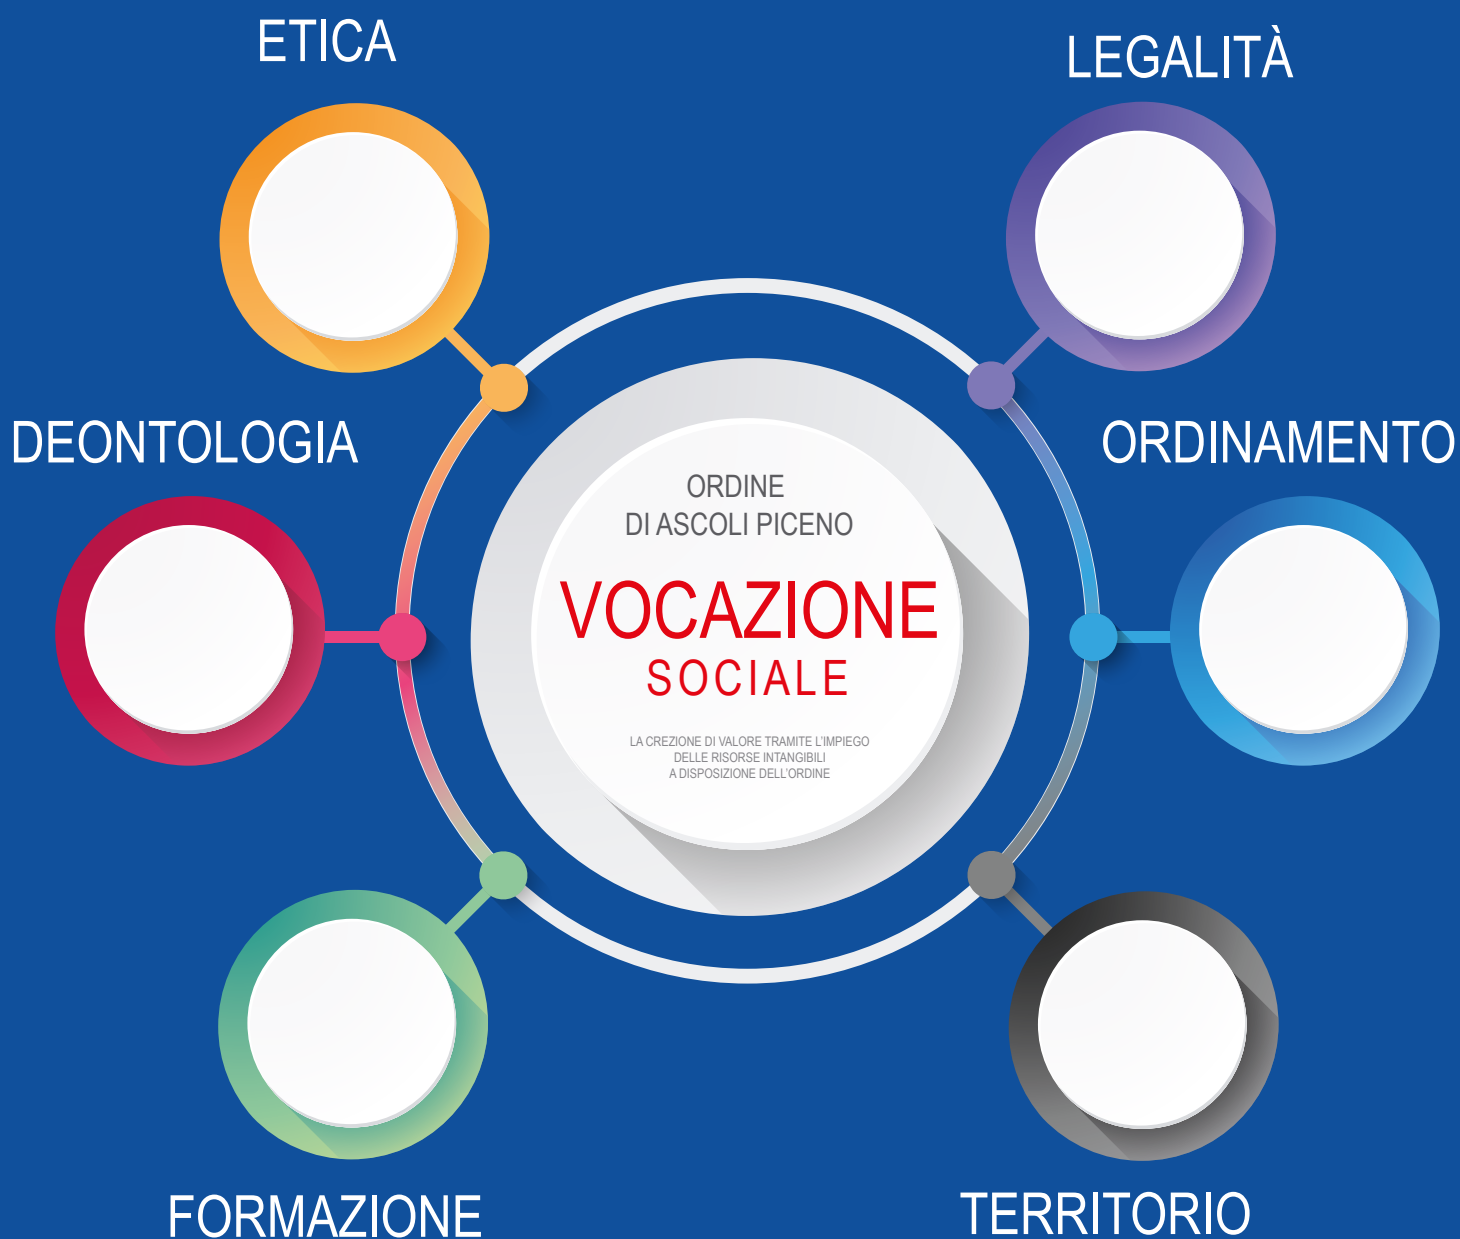 ETICA
LEGALITÀ
DEONTOLOGIA
ORDINAMENTO
ORDINE
DI ASCOLI PICENO
VOCAZIONE
SOCIALE
LA CREZIONE DI VALORE TRAMITE L'IMPIEGO
DELLE RISORSE INTANGIBILI
A DISPOSIZIONE DELL'ORDINE
FORMAZIONE
TERRITORIO